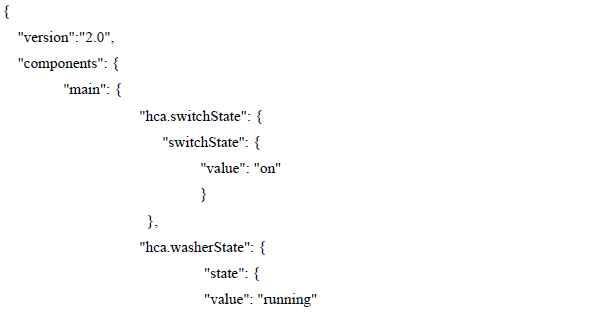 {
"version":"2.0",
"components": {
"main": {
"hca.switchState": {
"switchState": {
"value": "on"
}
},
"hca.washerState": {
"state": {
"value": "running"